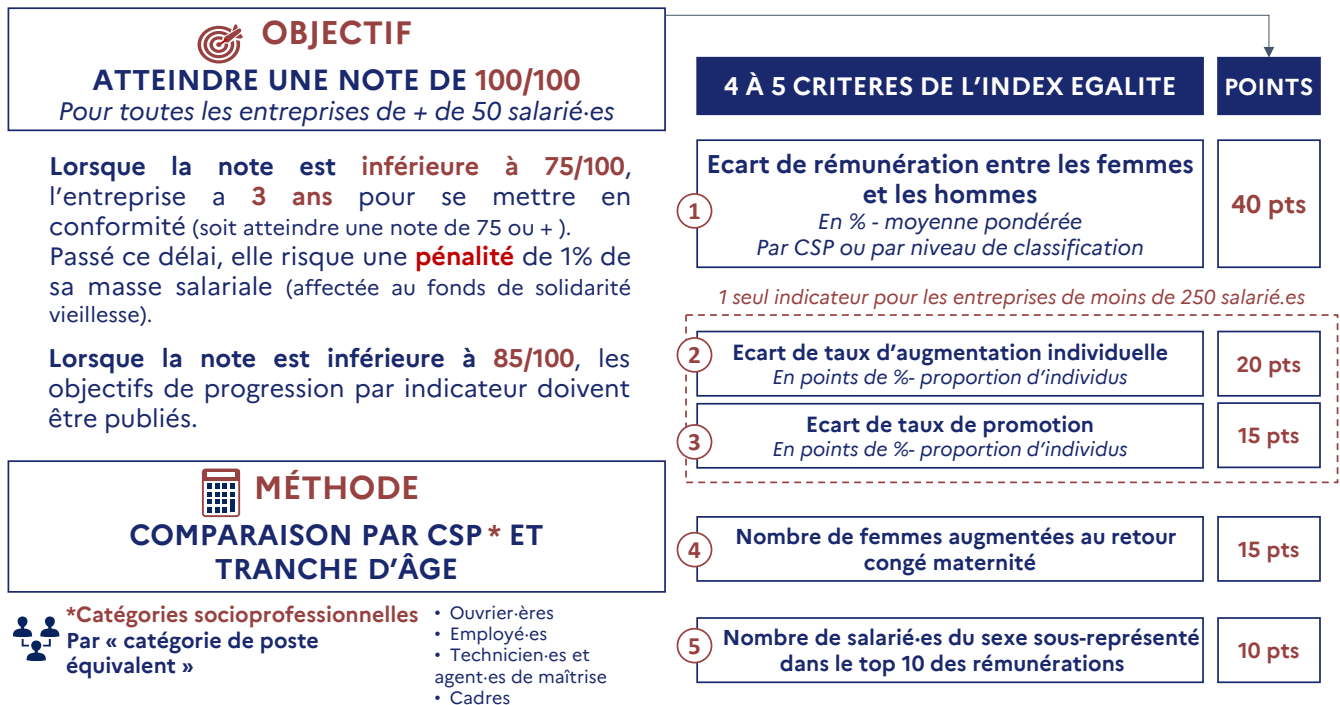 OBJECTIF
ATTEINDRE UNE NOTE DE 100/100
Pour toutes les entreprises de + de 50 salarié·es
Lorsque la note est inférieure à 75/100,
l'entreprise a 3 ans pour se mettre en
conformité (soit atteindre une note de 75 ou + ).
Passé ce délai, elle risque une pénalité de 1% de
sa masse salariale (affectée au fonds de solidarité
vieillesse).
Lorsque la note est inférieure à 85/100, les
objectifs de progression par indicateur doivent
être publiés.
MÉTHODE
COMPARAISON PAR CSP * ET
TRANCHE D'ÂGE
*Catégories socioprofessionnelles
Par « catégorie de poste
équivalent »
• Ouvrier·ères
• Employé·es
• Technicien·es et
agent·es de maîtrise
• Cadres
4 À 5 CRITERES DE L'INDEX EGALITE
POINTS
1
Ecart de rémunération entre les femmes
et les hommes
En % - moyenne pondérée
Par CSP ou par niveau de classification
40 pts
1 seul indicateur pour les entreprises de moins de 250 salarié.es
2
Ecart de taux d'augmentation individuelle
En points de %- proportion d'individus
20 pts
3
Ecart de taux de promotion
En points de %- proportion d'individus
15 pts
4
Nombre de femmes augmentées au retour
congé maternité
15 pts
5
Nombre de salarié·es du sexe sous-représenté
dans le top 10 des rémunérations
10 pts